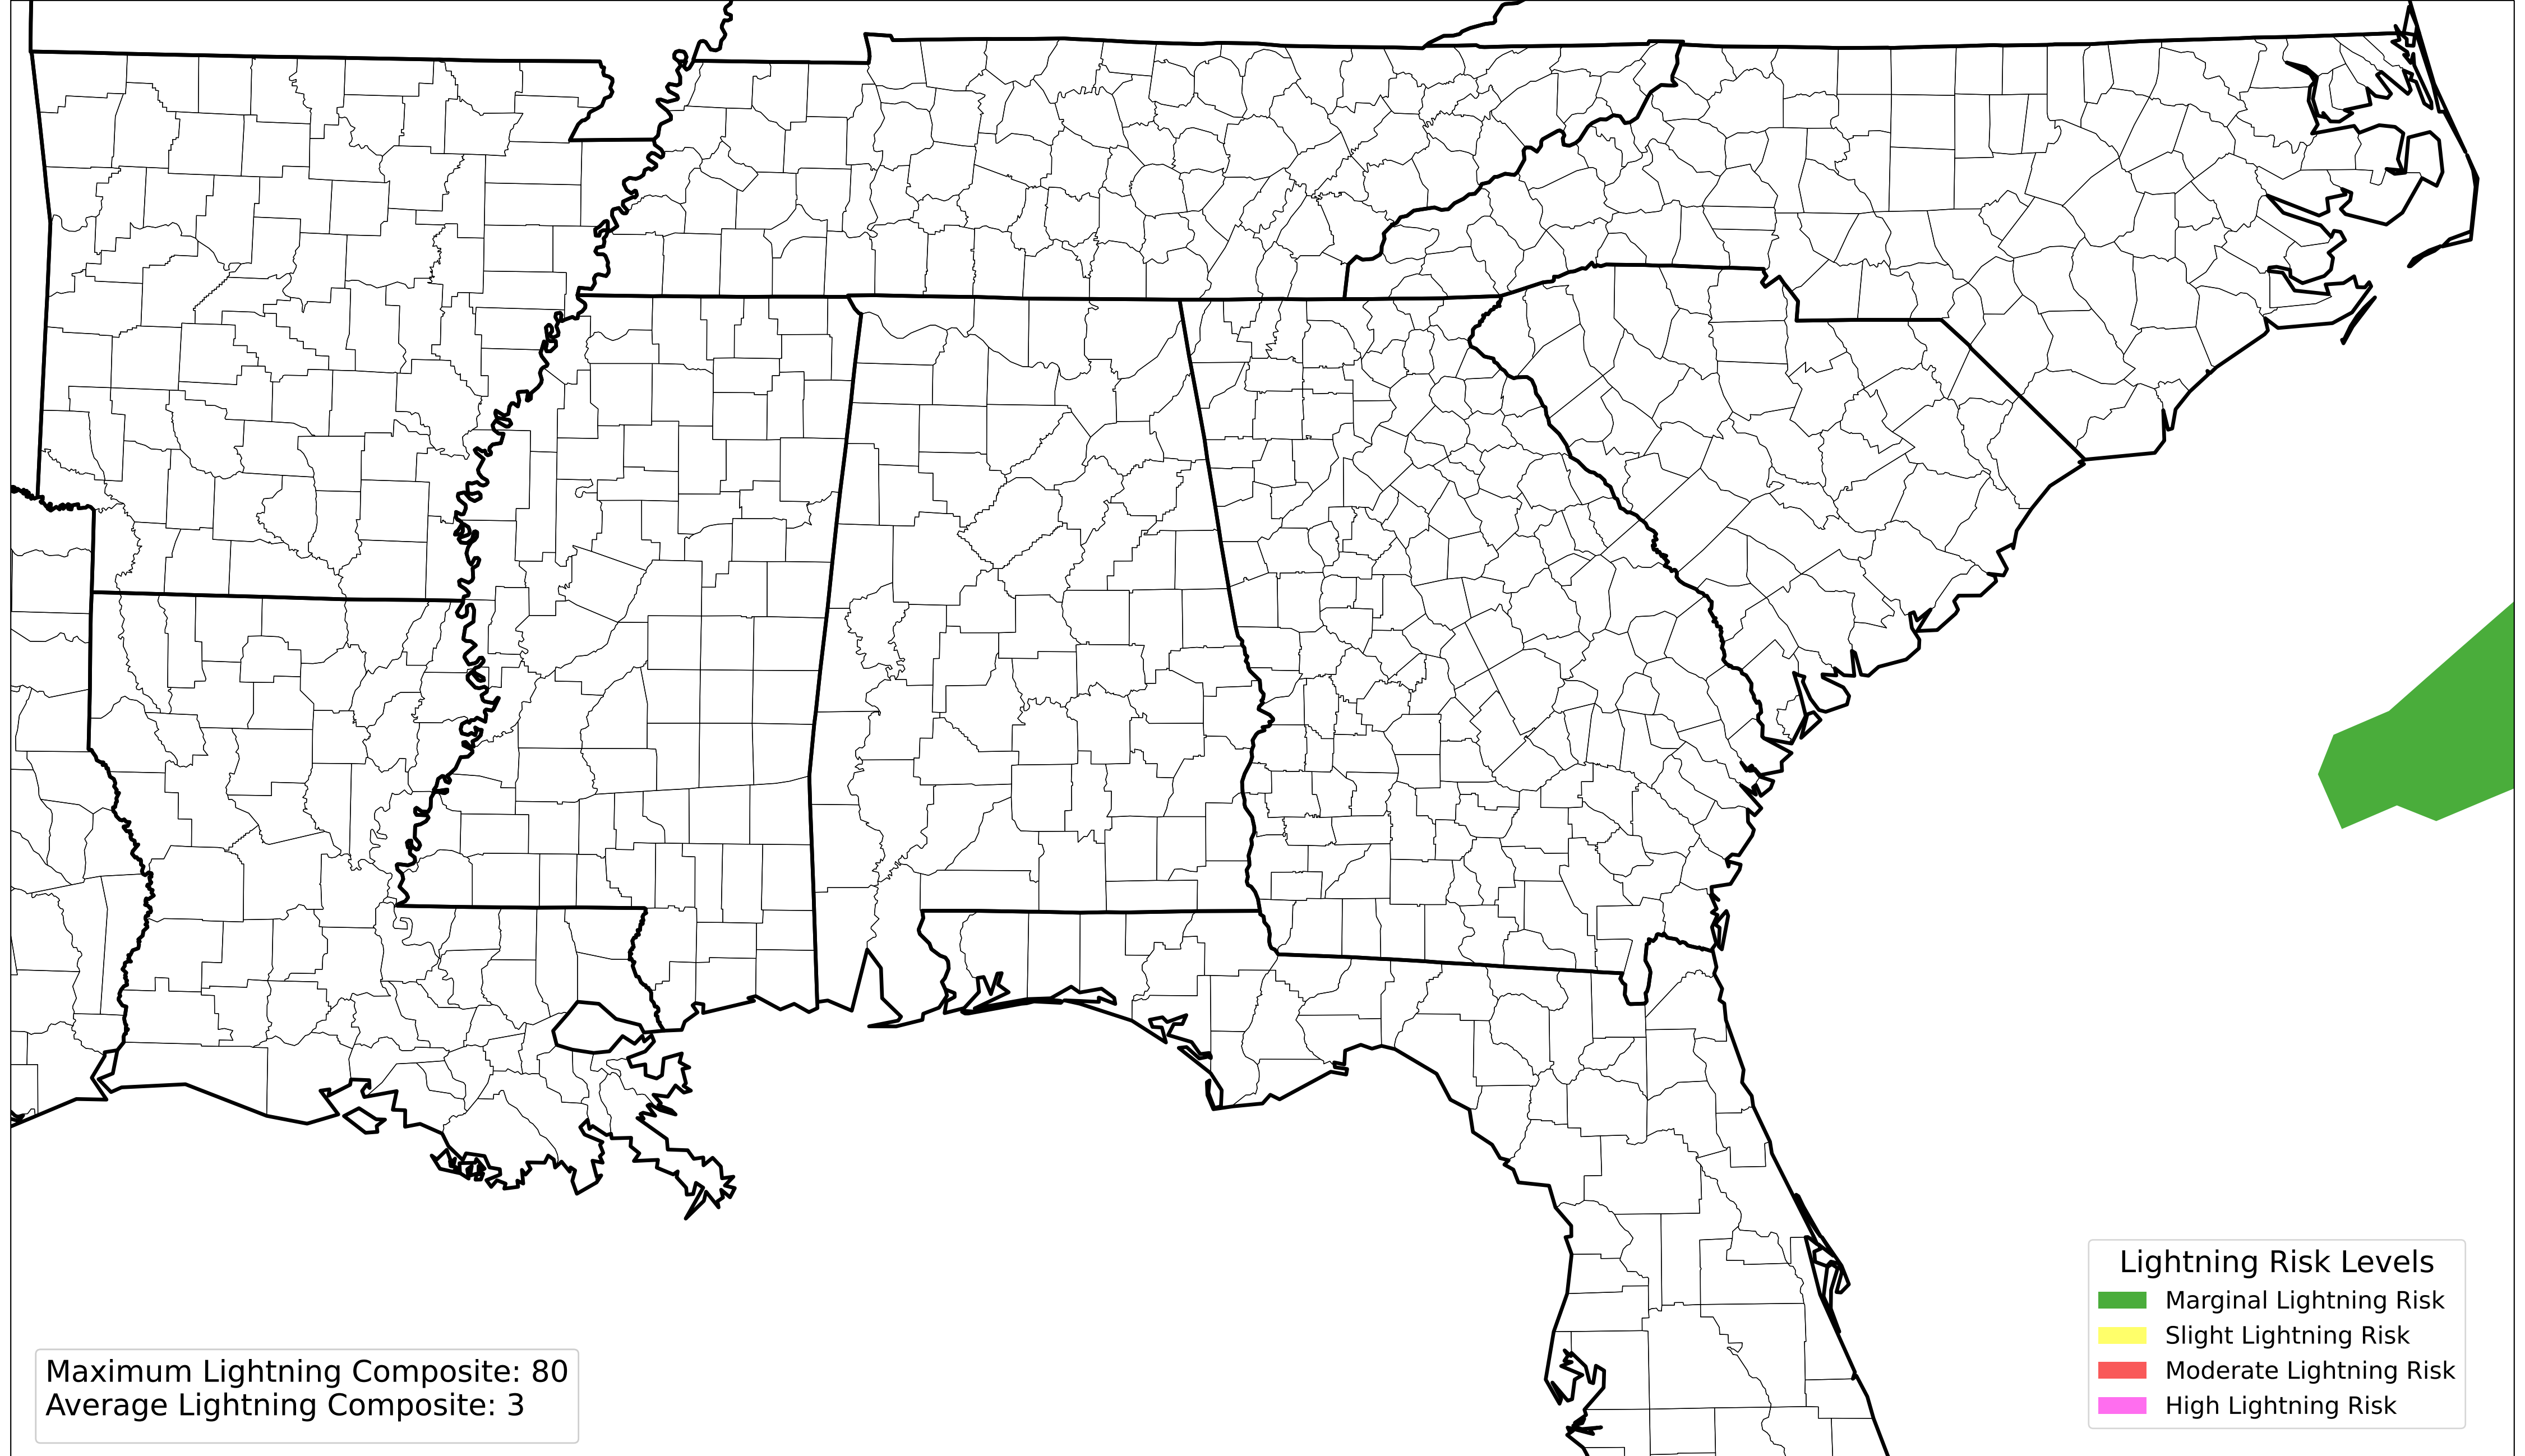 Lightning Risk Levels
Marginal Lightning Risk
Slight Lightning Risk
Moderate Lightning Risk
High Lightning Risk
Maximum Lightning Composite: 80
Average Lightning Composite: 3